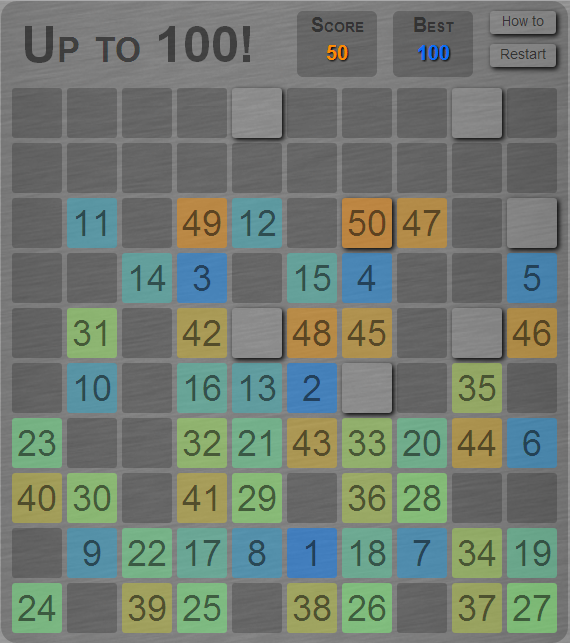 Up to 100!
Score
50
Best
100
How to
Restart
11 49 12 50 47
14 3 15 4 5
31 42 48 45 46
10 16 13 2 35
23 32 21 43 33 20 44 6
40 30 41 29 36 28
9 22 17 8 1 18 7 34 19
24 39 25 38 26 37 27